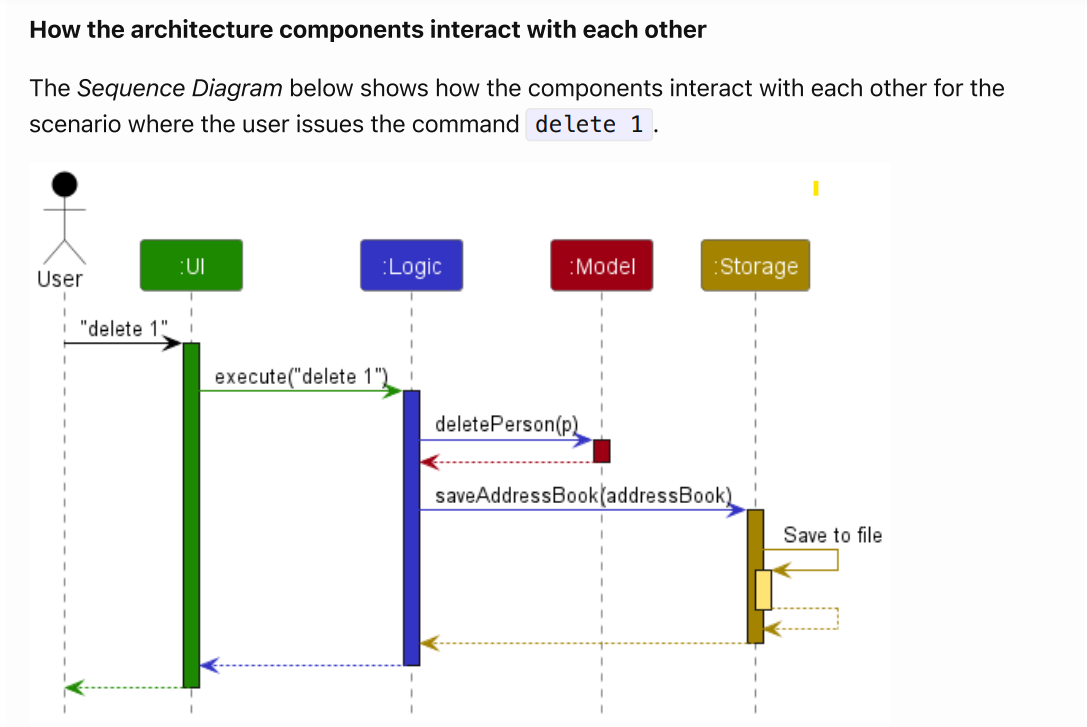 How the architecture components interact with each other
The Sequence Diagram below shows how the components interact with each other for the
scenario where the user issues the command delete 1 .
User
:UI
:Logic
:Model
:Storage
"delete 1"
execute("delete 1")
deletePerson(p)
saveAddressBook(addressBook)
Save to file